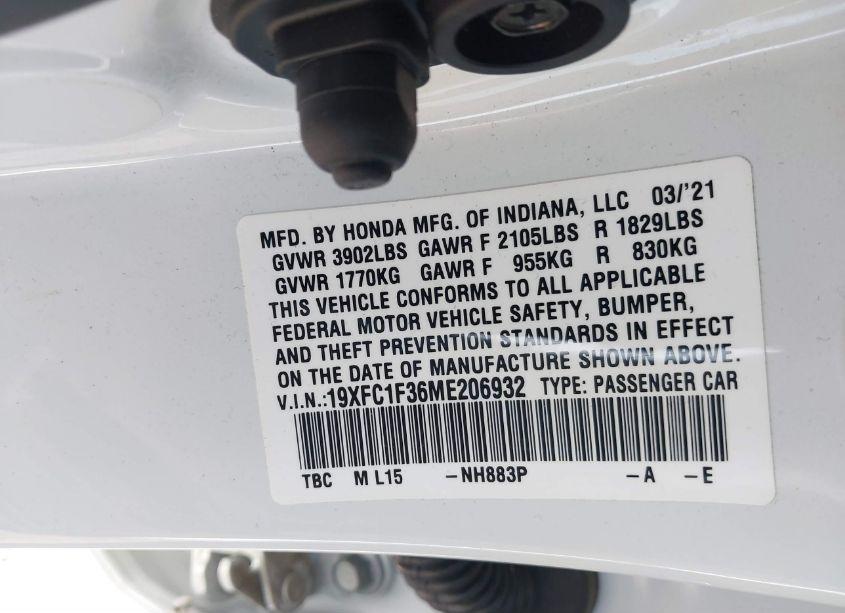 MFD. BY HONDA MFG. OF INDIANA, LLC 03/'21
GVWR 3902LBS GAWR F 2105LBS R 1829LBS
GVWR 1770KG GAWR F 955KG R 830KG
THIS VEHICLE CONFORMS TO ALL APPLICABLE
FEDERAL MOTOR VEHICLE SAFETY, BUMPER,
AND THEFT PREVENTION STANDARDS IN EFFECT
ON THE DATE OF MANUFACTURE SHOWN ABOVE.
V.I.N.:19XFC1F36ME206932 TYPE: PASSENGER CAR
TBC M L15 -NH883P -A -E